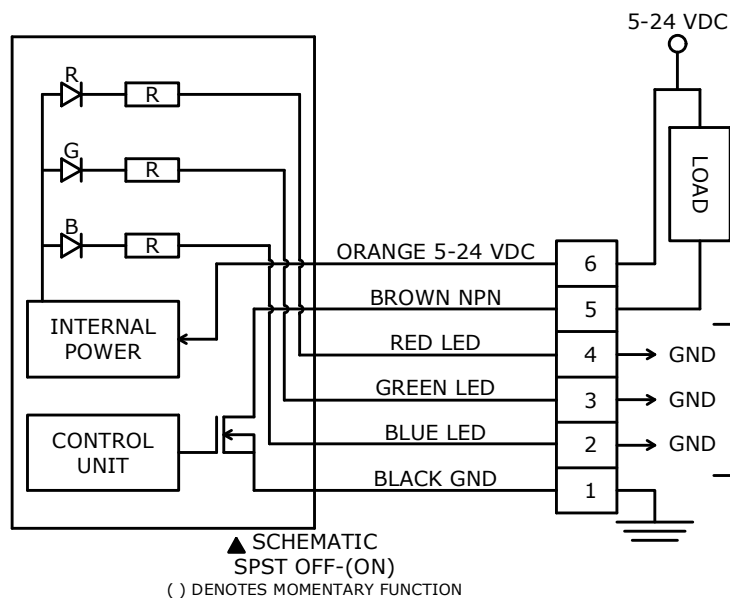 5-24 VDC
R
R
G
R
B
R
LOAD
ORANGE 5-24 VDC
6
BROWN NPN
5
INTERNAL
POWER
RED LED
4
GND
GREEN LED
3
GND
CONTROL
UNIT
BLUE LED
2
GND
BLACK GND
1
▲ SCHEMATIC
SPST OFF-(ON)
( ) DENOTES MOMENTARY FUNCTION